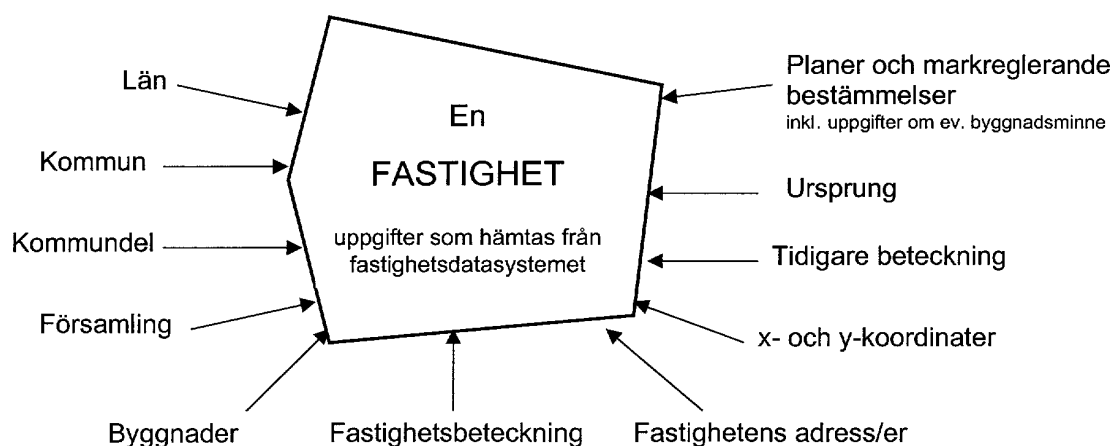 Län
Kommun
Kommundel
Församling
Byggnader
Fastighetsbeteckning
Fastighetens adress/er
En
FASTIGHET
uppgifter som hämtas från
fastighetsdatasystemet
Planer och markreglerande
bestämmelser
inkl. uppgifter om ev. byggnadsminne
Ursprung
Tidigare beteckning
x- och y-koordinater